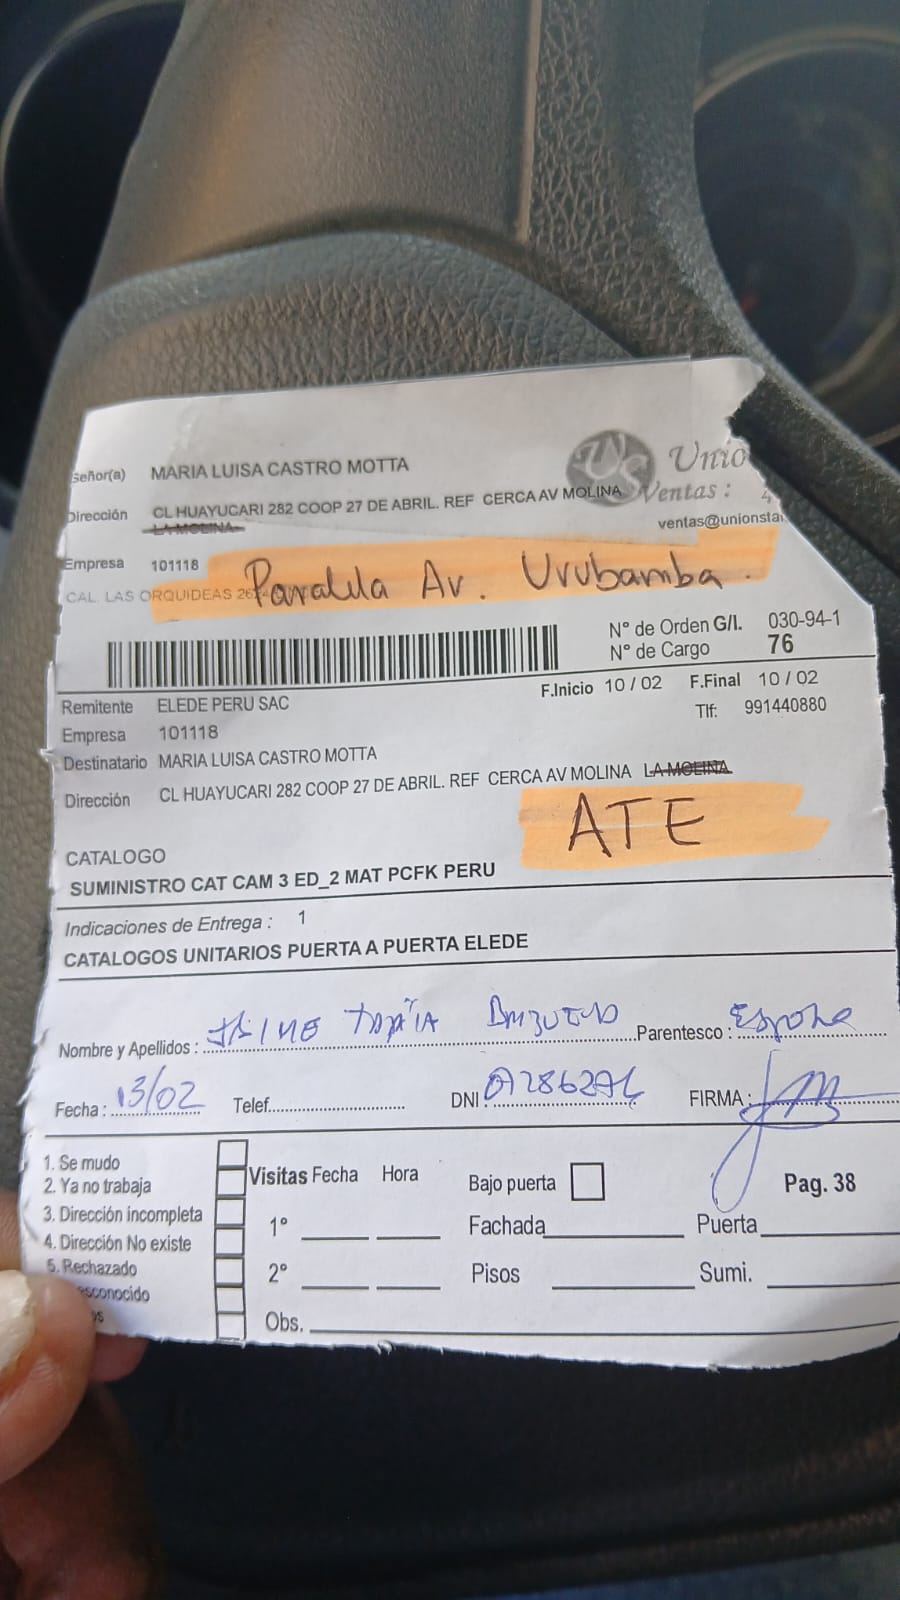 Señor(a) MARIA LUISA CASTRO MOTTA
Unio
Dirección CL HUAYUCARI 282 COOP 27 DE ABRIL. REF CERCA AV MOLINA
Ventas : 4
LA MOLINA
ventas@unionsta
Empresa 101118
Paralela Av. Urubamba.
CAL. LAS ORQUIDEAS
N° de Orden G/I. 030-94-1
N° de Cargo 76
F.Inicio 10 / 02 F.Final 10 / 02
Remitente ELEDE PERU SAC
Tlf: 991440880
Empresa 101118
Destinatario MARIA LUISA CASTRO MOTTA
Dirección CL HUAYUCARI 282 COOP 27 DE ABRIL. REF CERCA AV MOLINA LA MOLINA
ATE
CATALOGO
SUMINISTRO CAT CAM 3 ED_2 MAT PCFK PERU
Indicaciones de Entrega : 1
CATALOGOS UNITARIOS PUERTA A PUERTA ELEDE
Nombre y Apellidos : Parentesco :
Fecha : 13/02 Telef. DNI : FIRMA :
1. Se mudo
2. Ya no trabaja
3. Dirección incompleta
4. Dirección No existe
5. Rechazado
esconocido
os
Visitas Fecha Hora
1°
2°
Obs.
Bajo puerta Pag. 38
Fachada Puerta
Pisos Sumi.